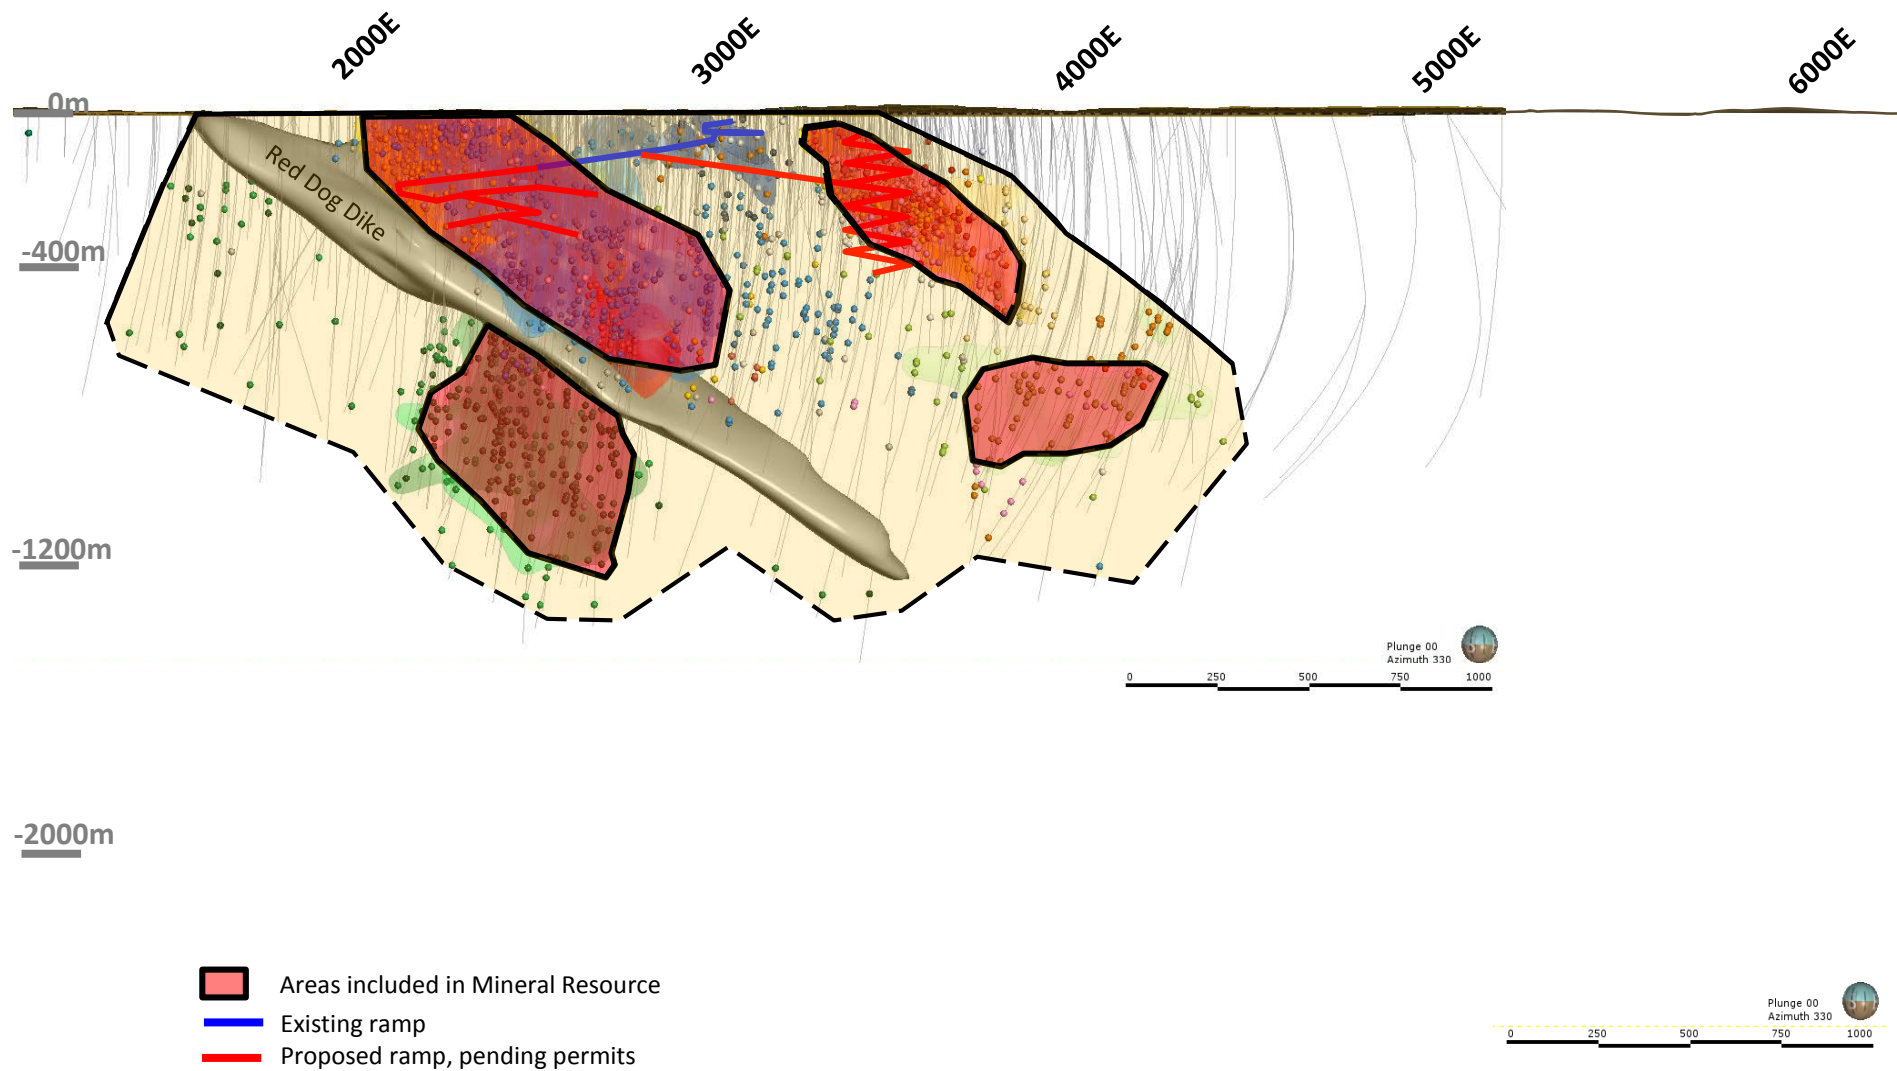 2000E
3000E
4000E
5000E
6000E
0m
Red Dog Dike
-400m
-1200m
Plunge 00
Azimuth 330
0 250 500 750 1000
-2000m
Areas included in Mineral Resource
Existing ramp
Proposed ramp, pending permits
Plunge 00
Azimuth 330
0 250 500 750 1000